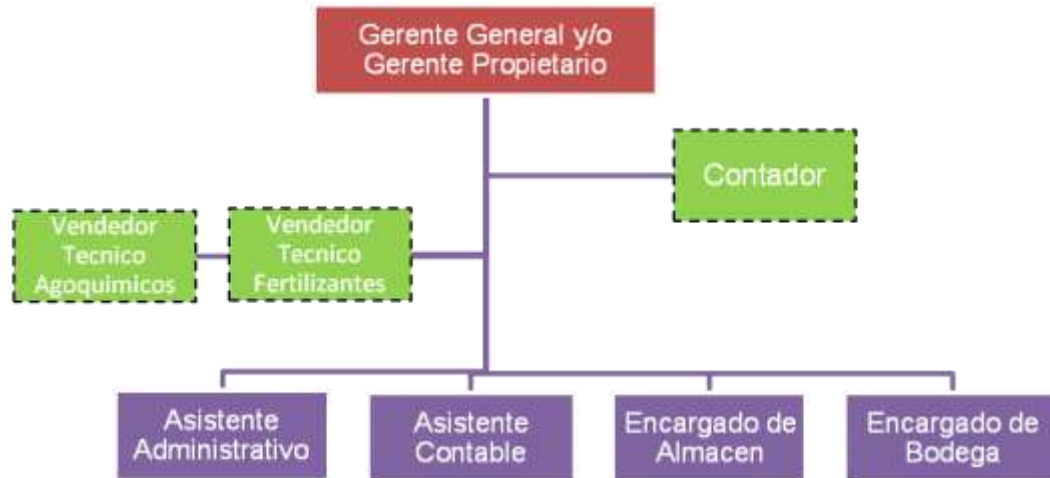 Gerente General y/o
Gerente Propietario
Contador
Vendedor
Tecnico
Agoquimicos
Vendedor
Tecnico
Fertilizantes
Asistente
Administrativo
Asistente
Contable
Encargado de
Almacen
Encargado de
Bodega